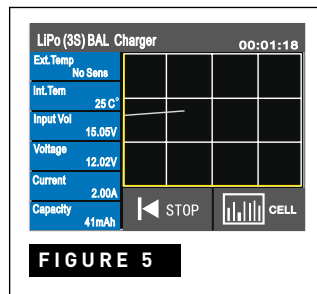 LiPo (3S) BAL Charger 00:01:18
Ext.Temp
No Sens
Int.Tem
25 C°
Input Vol
15.05V
Voltage
12.02V
Current
2.00A
Capacity
41mAh
STOP
CELL
FIGURE 5